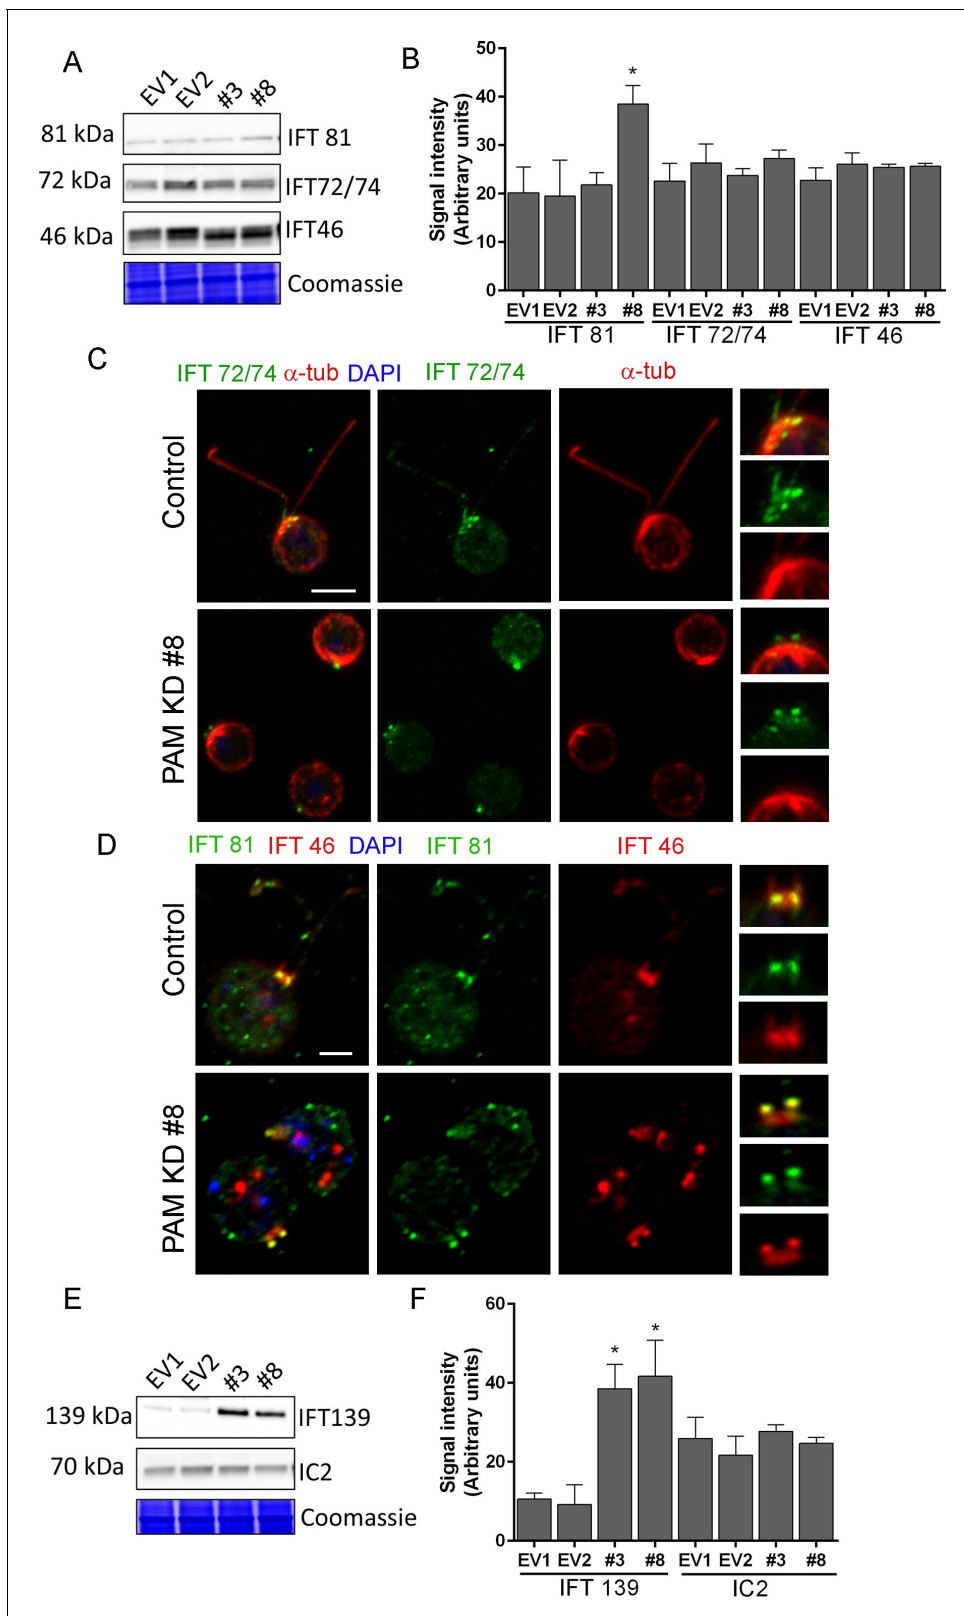 A
EV1 EV2 #3 #8
81 kDa IFT 81
72 kDa IFT72/74
46 kDa IFT46
Coomassie
B
Signal intensity
(Arbitrary units)
50
40
30
20
10
0
*
EV1 EV2 #3 #8 EV1 EV2 #3 #8 EV1 EV2 #3 #8
IFT 81 IFT 72/74 IFT 46
C
IFT 72/74 α-tub DAPI IFT 72/74 α-tub
Control
PAM KD #8
D
IFT 81 IFT 46 DAPI IFT 81 IFT 46
Control
PAM KD #8
E
EV1 EV2 #3 #8
139 kDa IFT139
70 kDa IC2
Coomassie
F
Signal intensity
(Arbitrary units)
60
40
20
0
* *
EV1 EV2 #3 #8 EV1 EV2 #3 #8
IFT 139 IC2